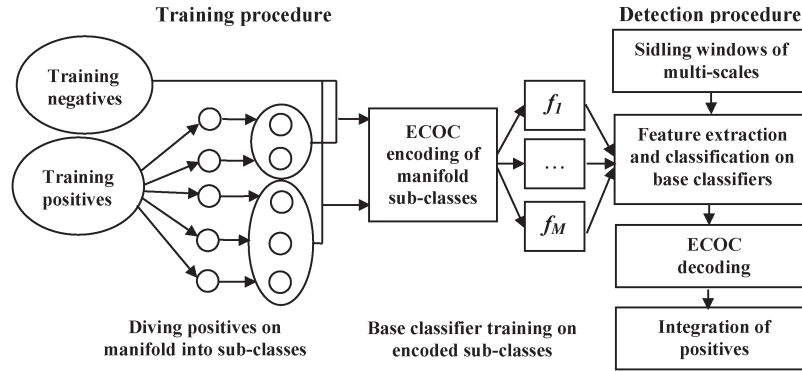 Training procedure
Detection procedure
Training
negatives
Training
positives
ECOC
encoding of
manifold
sub-classes
f1
...
fM
Sidling windows of
multi-scales
Feature extraction
and classification on
base classifiers
ECOC
decoding
Integration of
positives
Diving positives on
manifold into sub-classes
Base classifier training on
encoded sub-classes